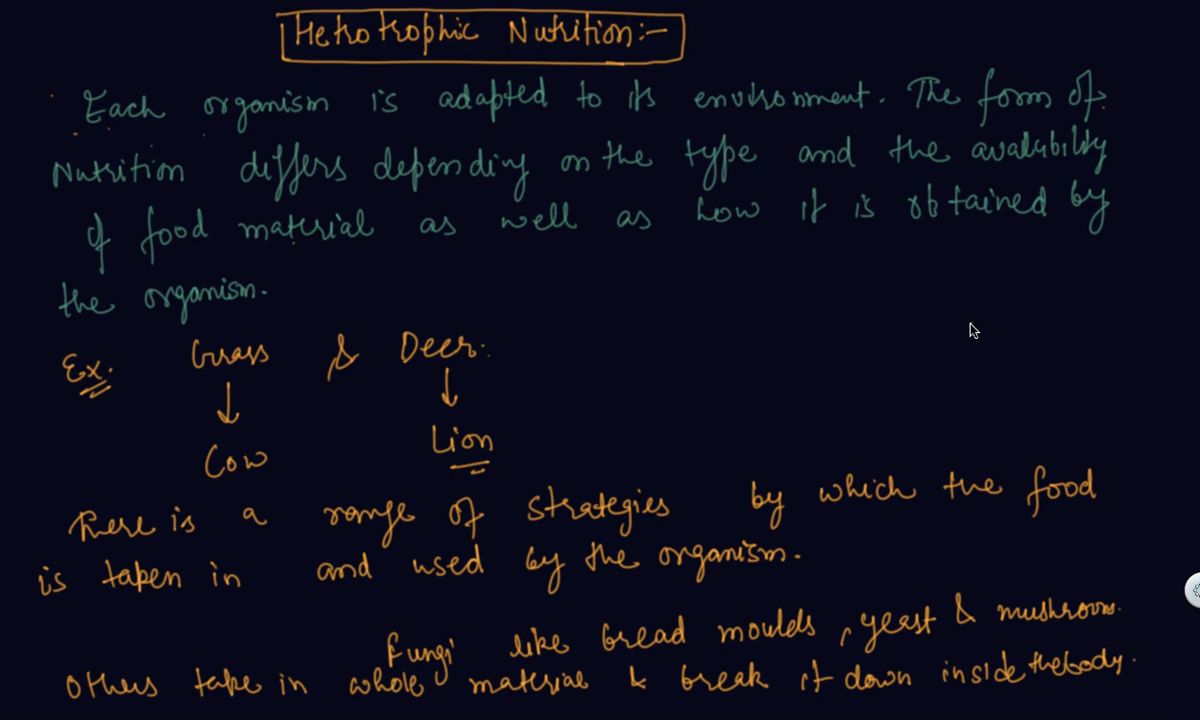 Hetrotrophic Nutrition:-
Each organism is adapted to its environment. The form of
Nutrition differs depending on the type and the availability
of food material as well as how it is obtained by
the organism.
Ex. Grass & Deer.
↓ ↓
Cow Lion
There is a range of strategies by which the food
is taken in and used by the organism.
Fungi like bread moulds, yeast & mushrooms.
Others take in whole material & break it down inside the body.